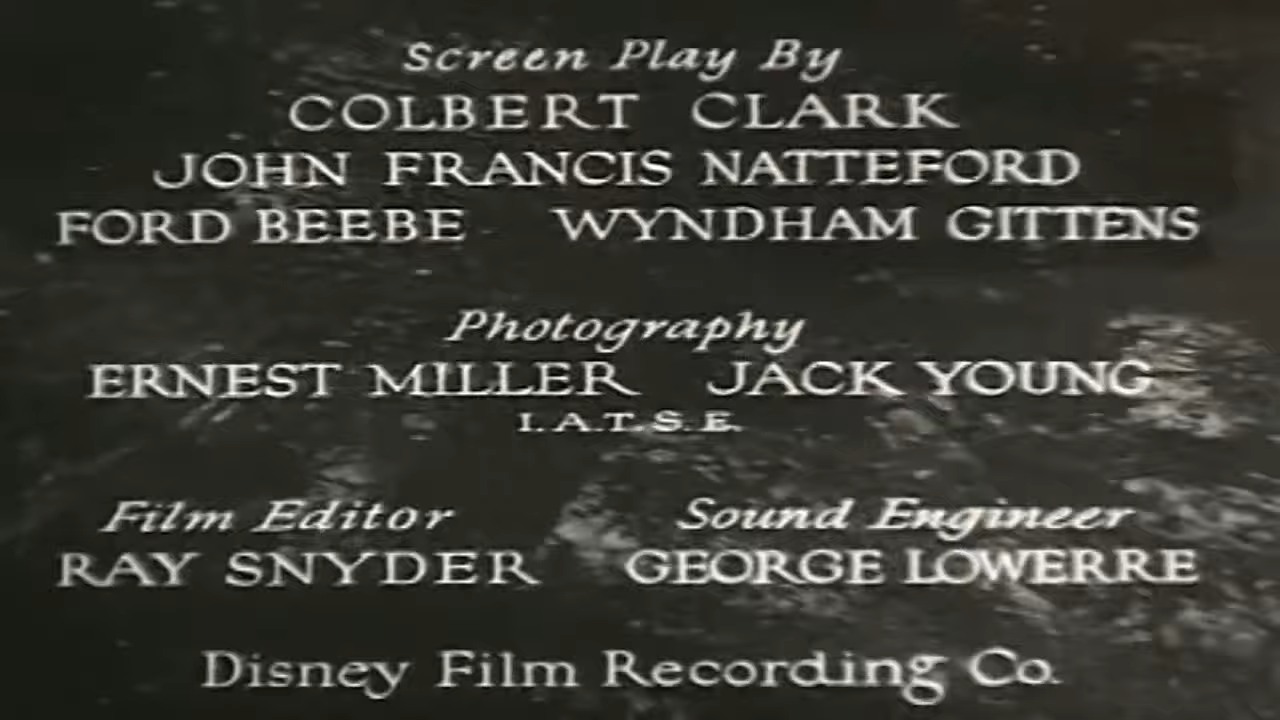 Screen Play By
COLBERT CLARK
JOHN FRANCIS NATTEFORD
FORD BEEBE WYNDHAM GITTENS
Photography
ERNEST MILLER JACK YOUNG
I. A. T. S. E.
Film Editor Sound Engineer
RAY SNYDER GEORGE LOWERRE
Disney Film Recording Co.